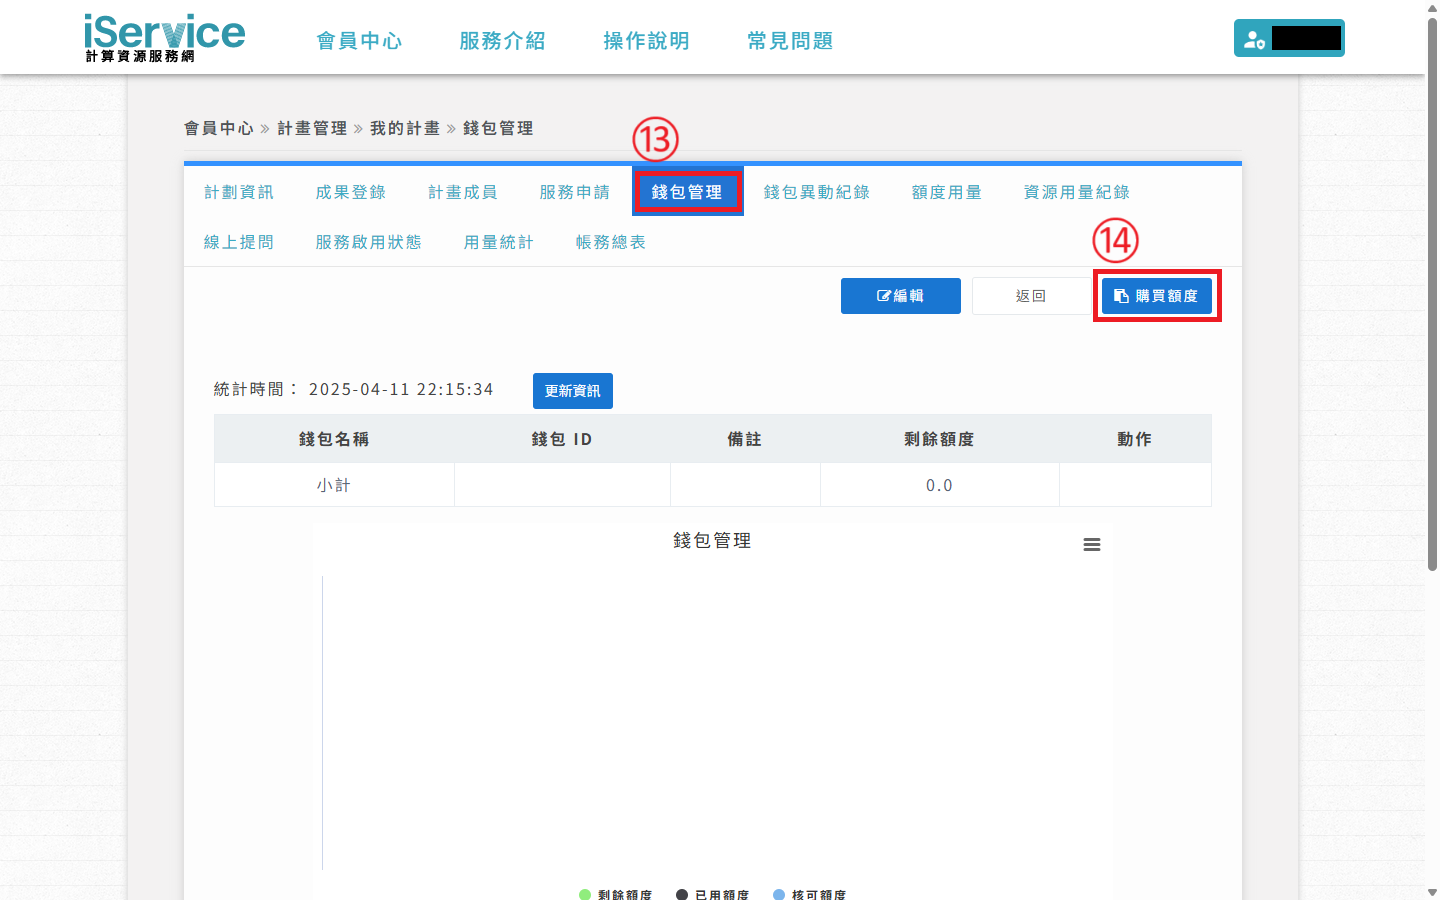 iService
計算資源服務網
會員中心 服務介紹 操作說明 常見問題
會員中心 » 計畫管理 » 我的計畫 » 錢包管理
13
計劃資訊 成果登錄 計畫成員 服務申請 錢包管理 錢包異動紀錄 額度用量 資源用量紀錄
線上提問 服務啟用狀態 用量統計 帳務總表
14
編輯 返回 購買額度
統計時間： 2025-04-11 22:15:34 更新資訊
錢包名稱 錢包 ID 備註 剩餘額度 動作
小計 0.0
錢包管理
剩餘額度 已用額度 核可額度